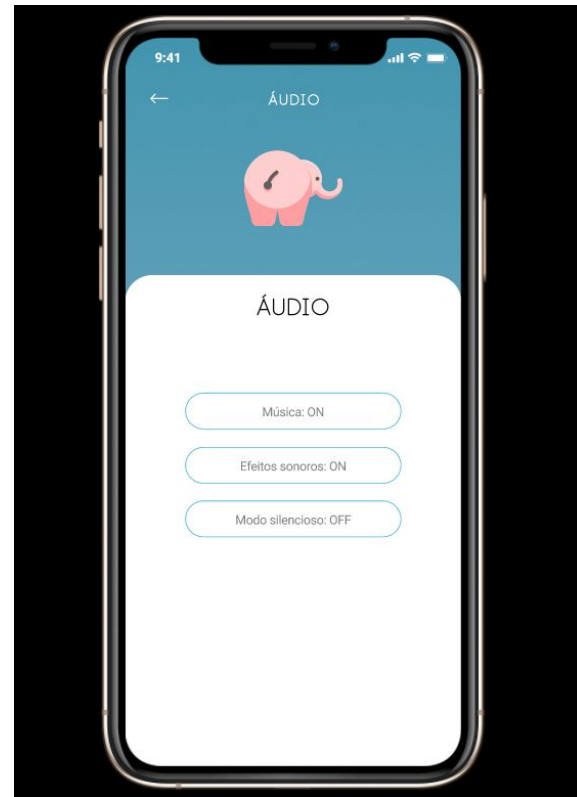 9:41
ÁUDIO
ÁUDIO
Música: ON
Efeitos sonoros: ON
Modo silencioso: OFF